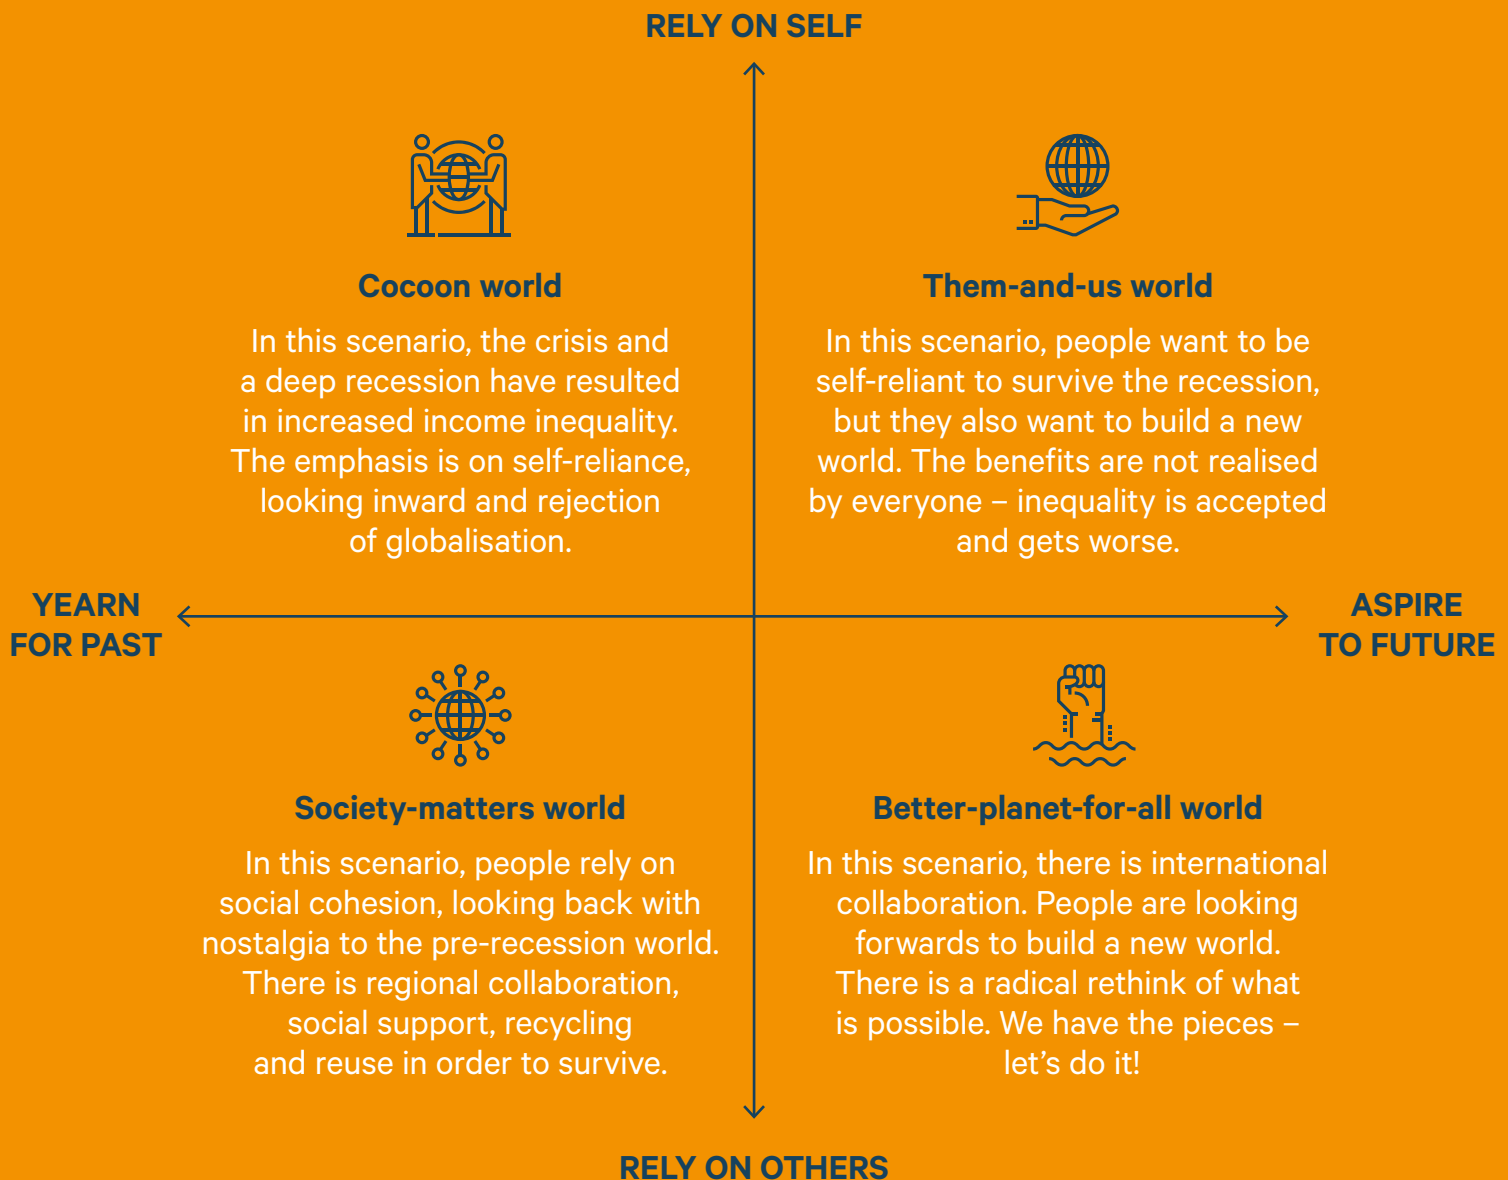 RELY ON SELF
Cocoon world
In this scenario, the crisis and
a deep recession have resulted
in increased income inequality.
The emphasis is on self-reliance,
looking inward and rejection
of globalisation.
Them-and-us world
In this scenario, people want to be
self-reliant to survive the recession,
but they also want to build a new
world. The benefits are not realised
by everyone – inequality is accepted
and gets worse.
YEARN
FOR PAST
ASPIRE
TO FUTURE
Society-matters world
In this scenario, people rely on
social cohesion, looking back with
nostalgia to the pre-recession world.
There is regional collaboration,
social support, recycling
and reuse in order to survive.
Better-planet-for-all world
In this scenario, there is international
collaboration. People are looking
forwards to build a new world.
There is a radical rethink of what
is possible. We have the pieces –
let’s do it!
RELY ON OTHERS